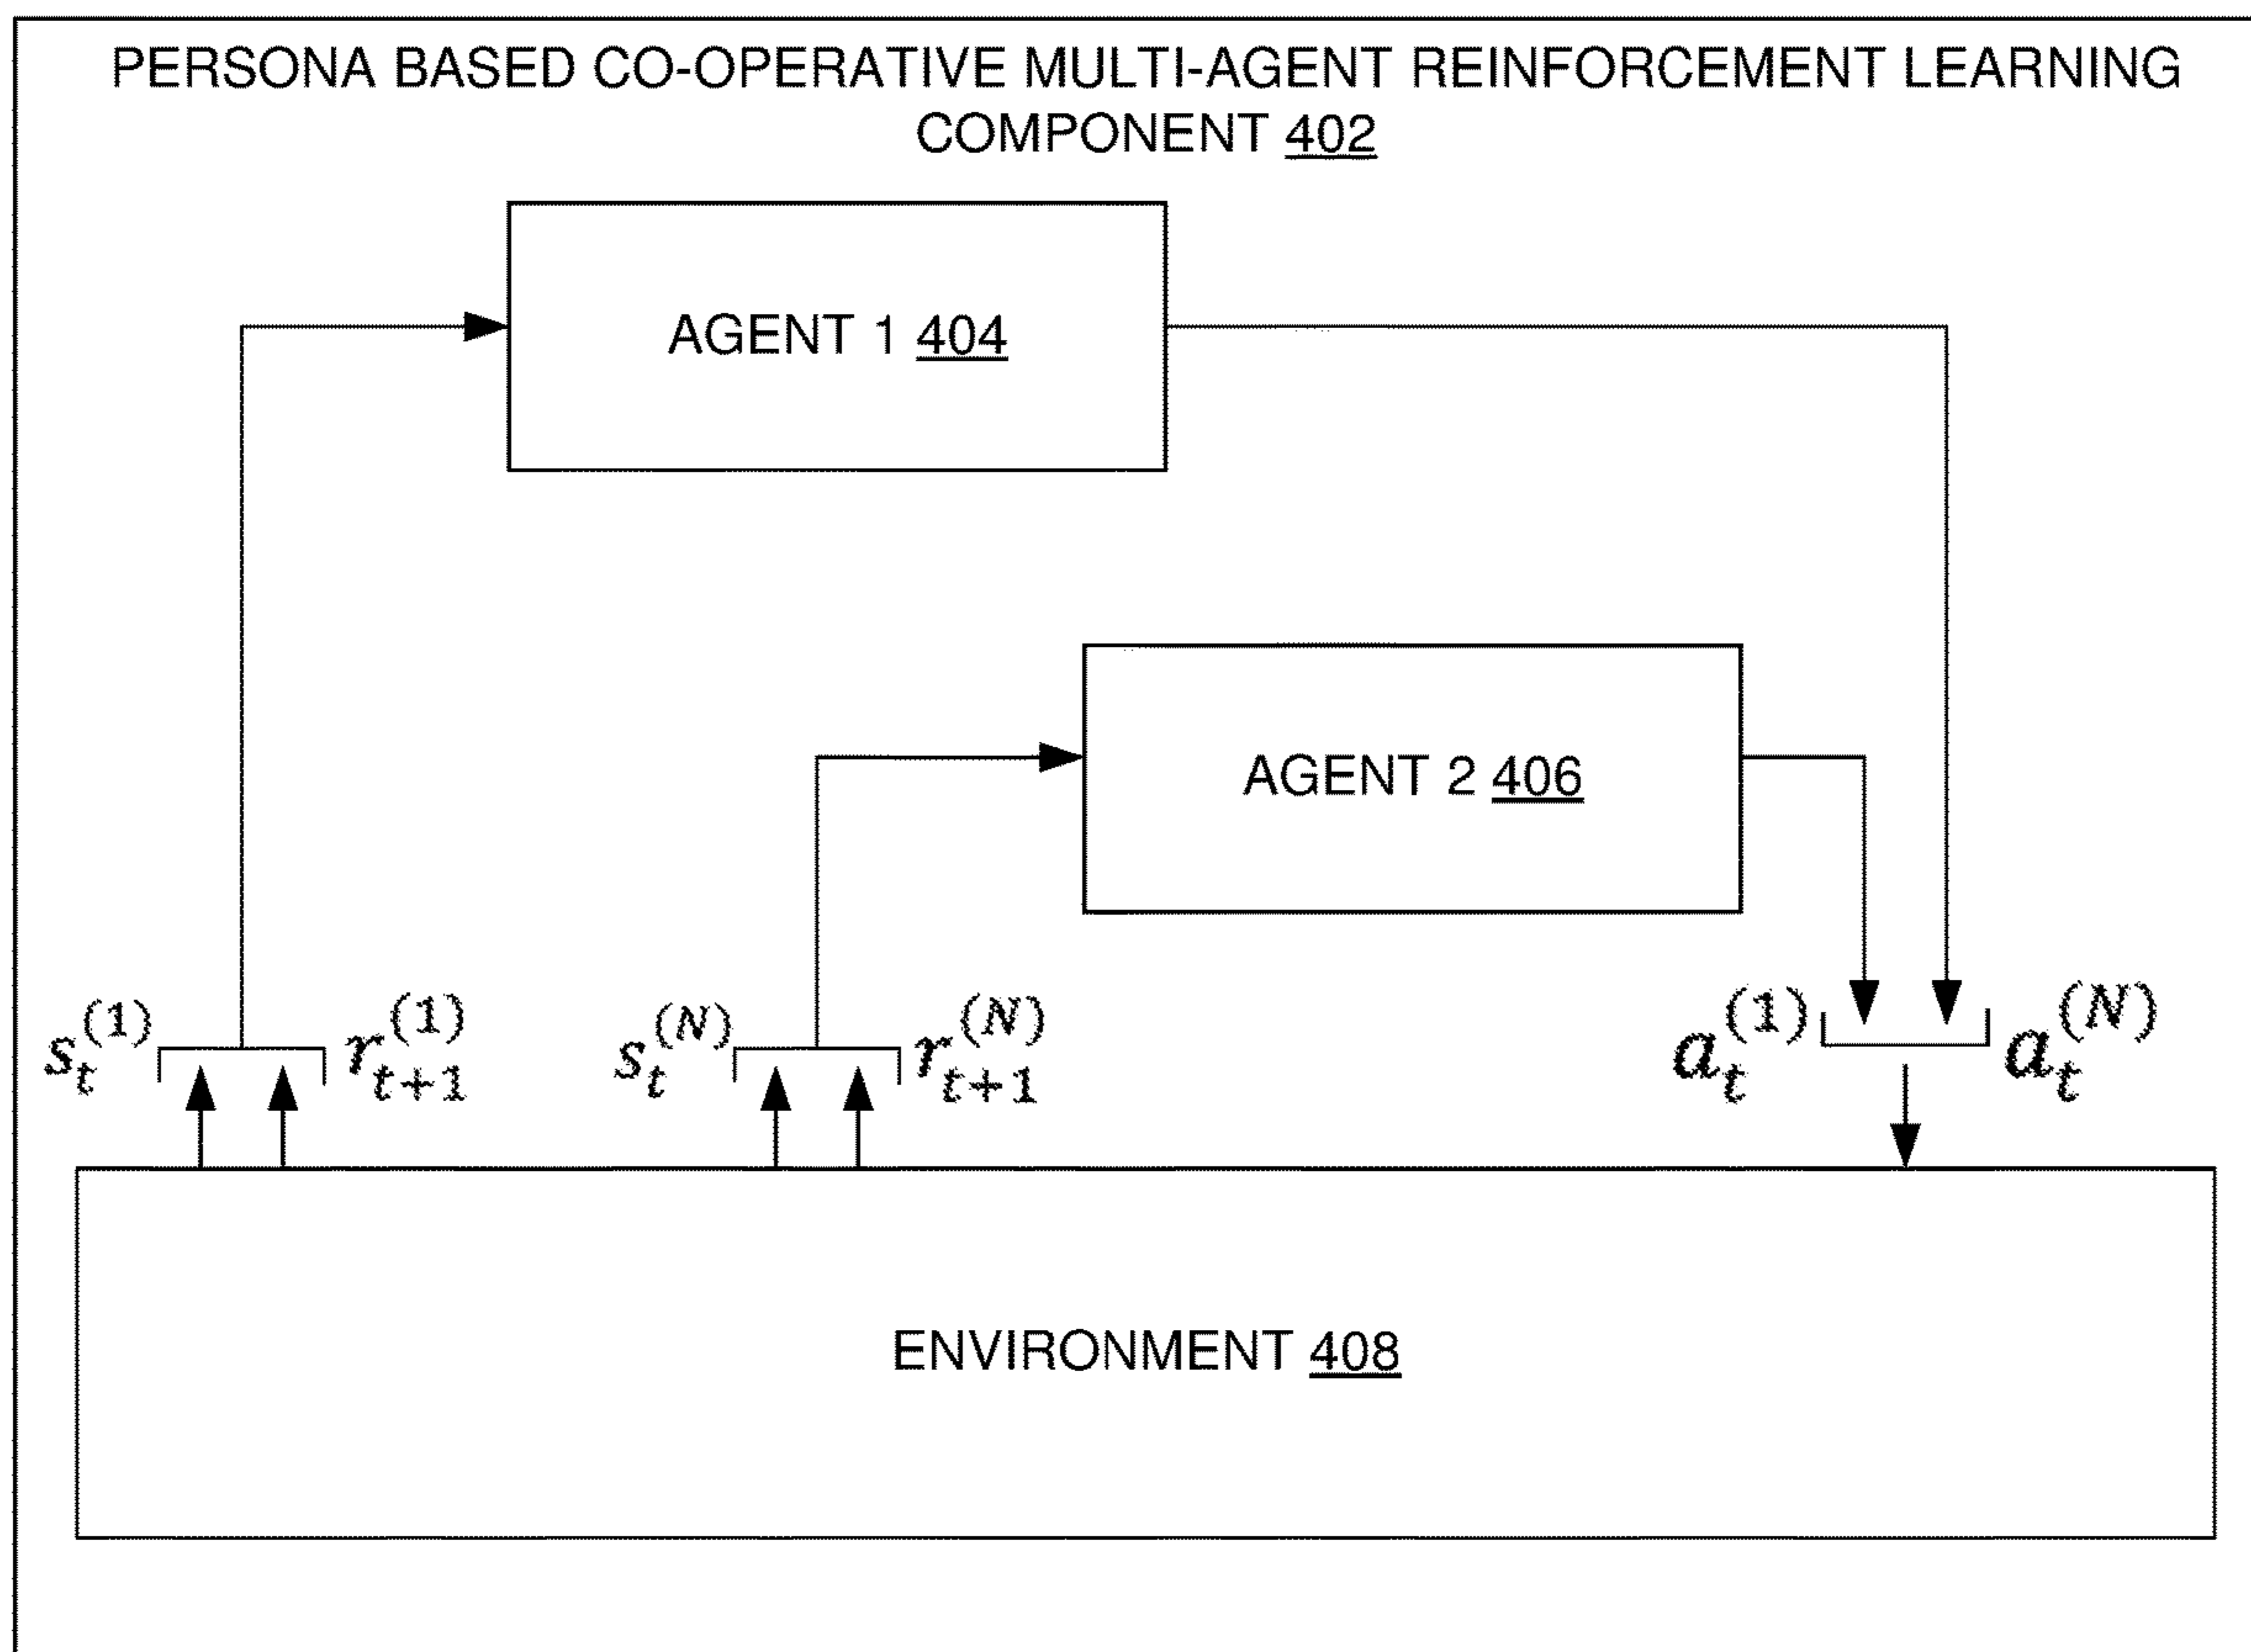 PERSONA BASED CO-OPERATIVE MULTI-AGENT REINFORCEMENT LEARNING
COMPONENT 402
AGENT 1 404
AGENT 2 406
s_t^{(1)} r_{t+1}^{(1)} s_t^{(N)} r_{t+1}^{(N)} a_t^{(1)} a_t^{(N)}
ENVIRONMENT 408